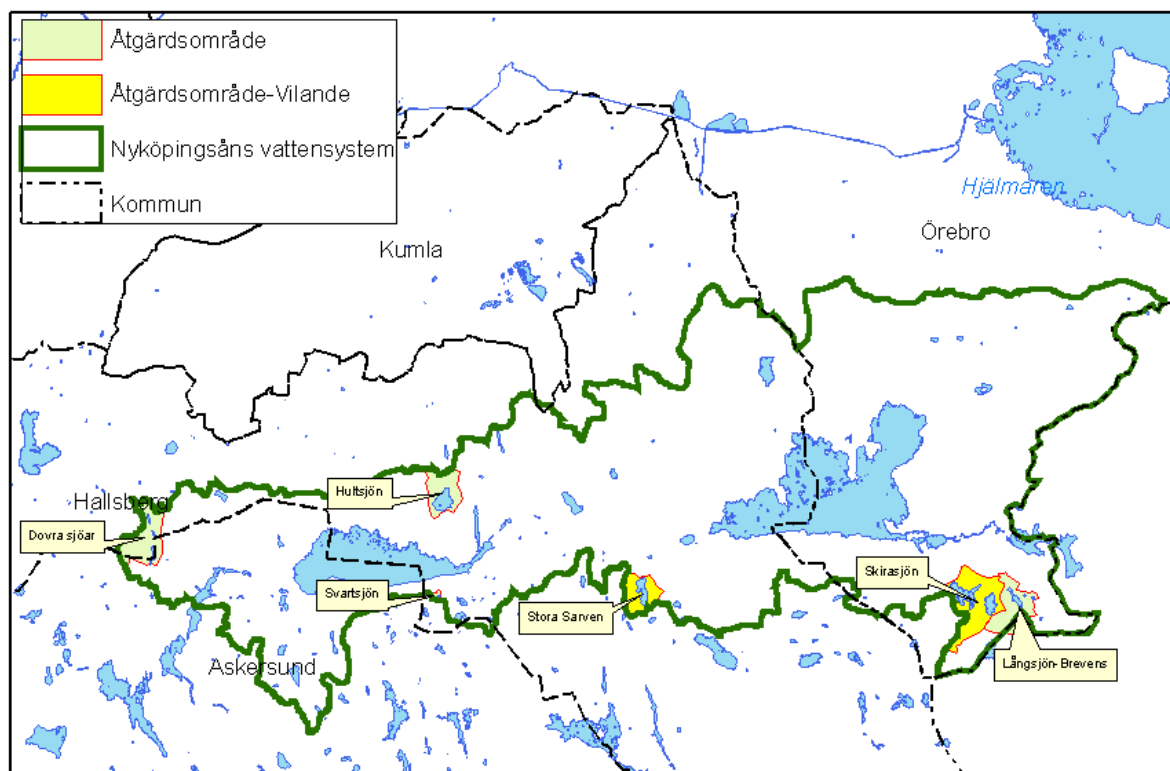 Åtgärdsområde
Åtgärdsområde-Vilande
Nyköpingsåns vattensystem
Kommun
Hjälmaren
Örebro
Kumla
Hallsberg
Hultsjön
Dovra sjöar
Skirasjön
Svartsjön
Stora Sarven
Askersund
Långsjön-Brevens